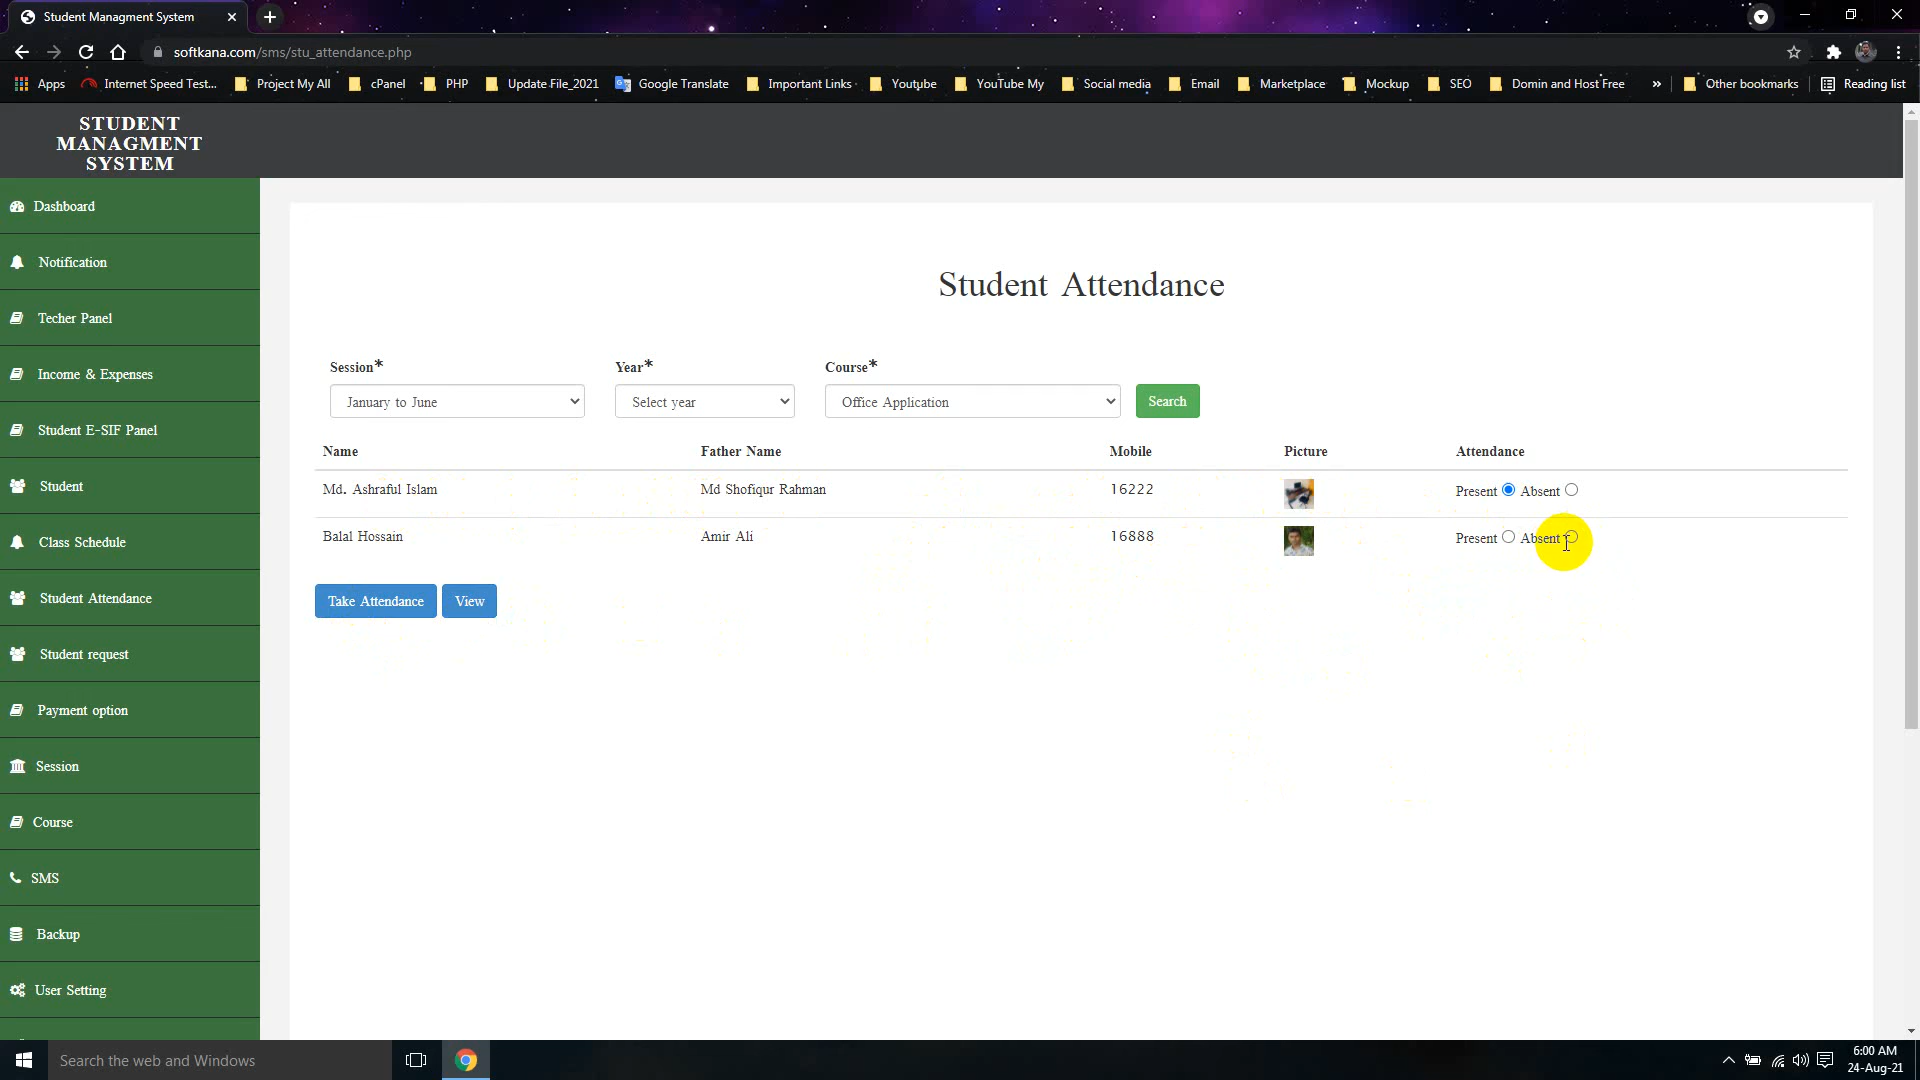 Student Managment System
softkana.com/sms/stu_attendance.php
Apps Internet Speed Test... Project My All cPanel PHP Update File_2021 Google Translate Important Links Youtube YouTube My Social media Email Marketplace Mockup SEO Domin and Host Free » Other bookmarks Reading list
STUDENT
MANAGMENT
SYSTEM
Dashboard
Notification
Techer Panel
Income & Expenses
Student E-SIF Panel
Student
Class Schedule
Student Attendance
Student request
Payment option
Session
Course
SMS
Backup
User Setting
Student Attendance
Session* Year* Course*
January to June Select year Office Application Search
Name Father Name Mobile Picture Attendance
Md. Ashraful Islam Md Shofiqur Rahman 16222 Present Absent
Balal Hossain Amir Ali 16888 Present Absent
Take Attendance View
Search the web and Windows
6:00 AM
24-Aug-21